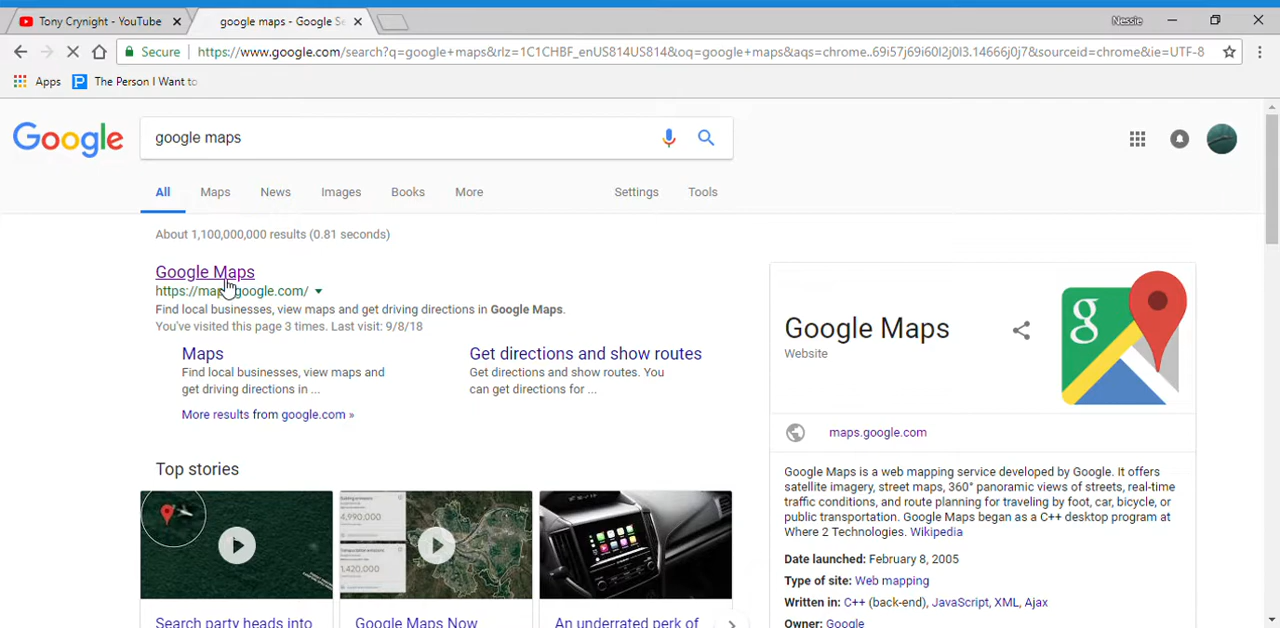 Tony Crynight - YouTube
google maps - Google Se
Nessie
Secure
https://www.google.com/search?q=google+maps&rlz=1C1CHBF_enUS814US814&oq=google+maps&aqs=chrome..69i57j69i60l2j0l3.14666j0j7&sourceid=chrome&ie=UTF-8
Apps
The Person I Want to
Google
google maps
All Maps News Images Books More Settings Tools
About 1,100,000,000 results (0.81 seconds)
Google Maps
https://maps.google.com/
Find local businesses, view maps and get driving directions in Google Maps.
You've visited this page 3 times. Last visit: 9/8/18
Maps
Find local businesses, view maps and
get driving directions in ...
Get directions and show routes
Get directions and show routes. You
can get directions for ...
More results from google.com »
Top stories
4,990,000
1,420,000
Search party heads into
Google Maps Now
An underrated perk of
Google Maps
Website
g
maps.google.com
Google Maps is a web mapping service developed by Google. It offers
satellite imagery, street maps, 360° panoramic views of streets, real-time
traffic conditions, and route planning for traveling by foot, car, bicycle, or
public transportation. Google Maps began as a C++ desktop program at
Where 2 Technologies. Wikipedia
Date launched: February 8, 2005
Type of site: Web mapping
Written in: C++ (back-end), JavaScript, XML, Ajax
Owner: Google